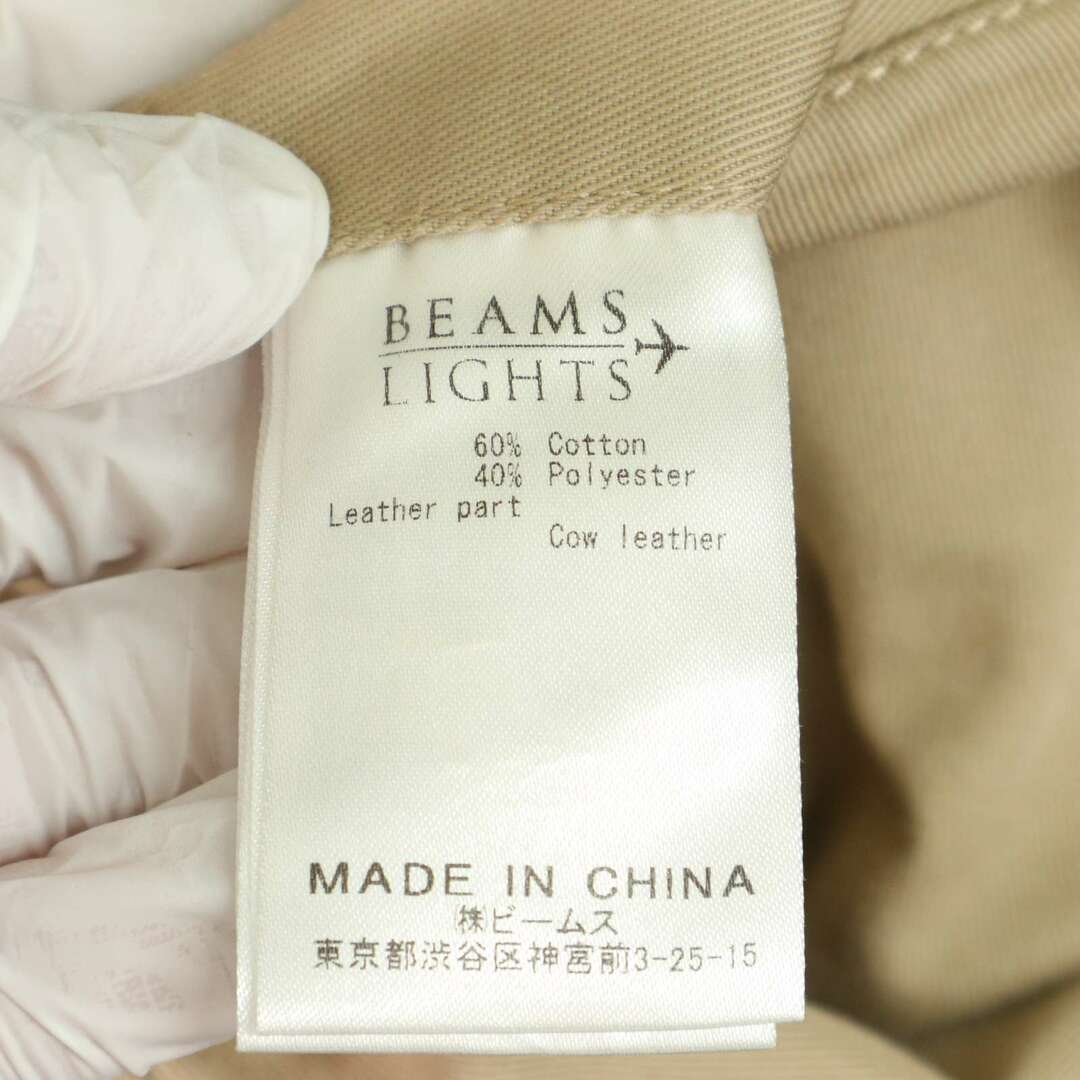 BEAMS
LIGHTS
60% Cotton
40% Polyester
Leather part
Cow leather
MADE IN CHINA
㈱ビームス
東京都渋谷区神宮前3-25-15